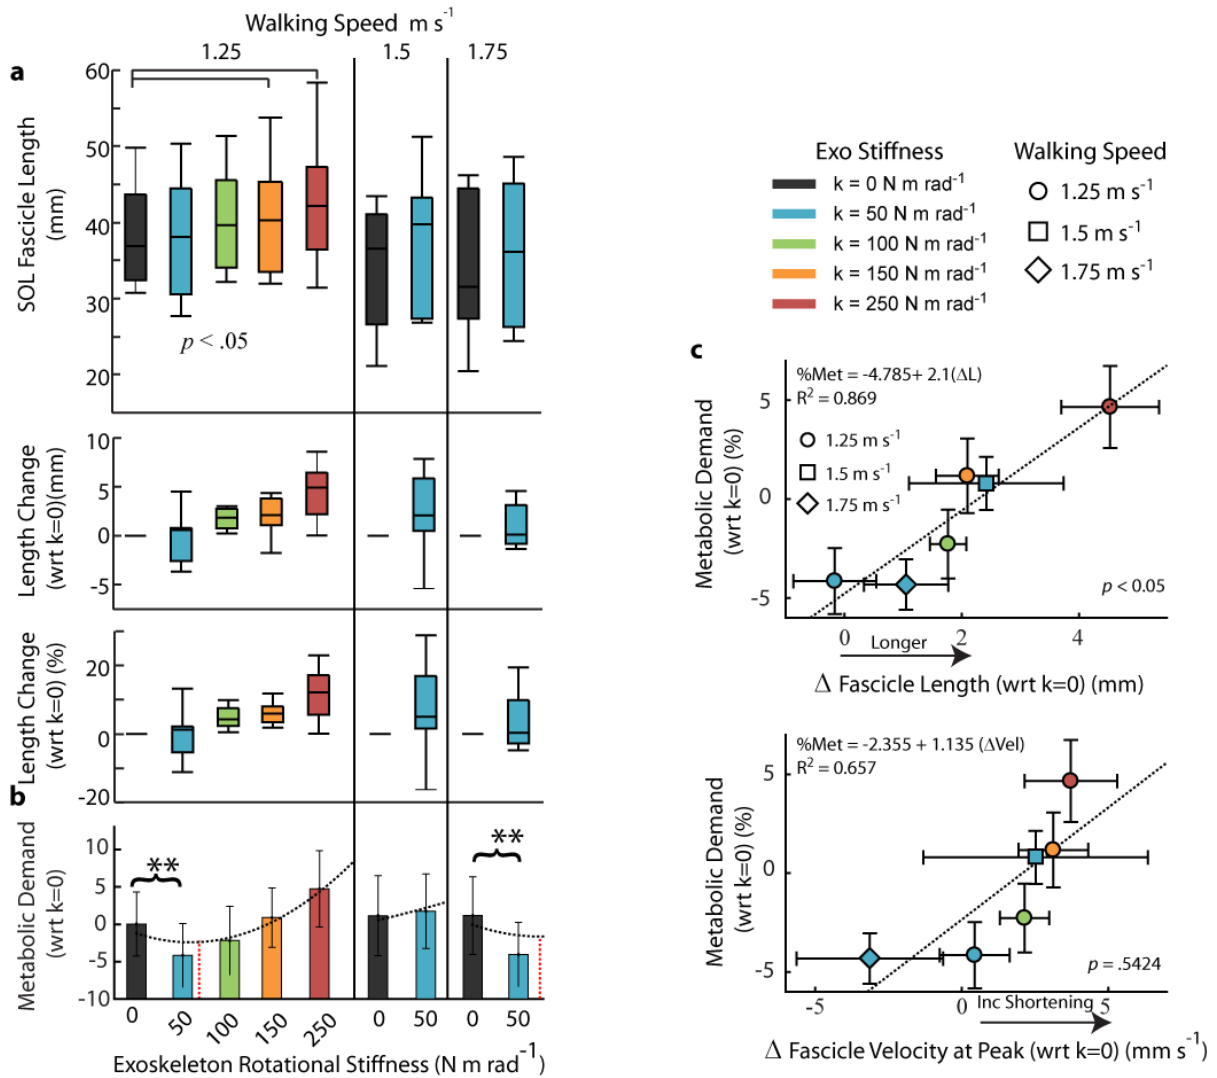 Walking Speed m s-1
1.25
1.5
1.75
a
SOL Fascicle Length
(mm)
60
50
40
30
20
p < .05
Length Change
(wrt k=0)(mm)
10
5
0
-5
Length Change
(wrt k=0) (%)
20
0
-20
b
Metabolic Demand
(wrt k=0)
10
5
0
-5
-10
**
**
0
50
100
150
250
0
50
0
50
Exoskeleton Rotational Stiffness (N m rad-1)
Exo Stiffness
k = 0 N m rad-1
k = 50 N m rad-1
k = 100 N m rad-1
k = 150 N m rad-1
k = 250 N m rad-1
Walking Speed
1.25 m s-1
1.5 m s-1
1.75 m s-1
c
%Met = -4.785+ 2.1(ΔL)
R2 = 0.869
1.25 m s-1
1.5 m s-1
1.75 m s-1
Metabolic Demand
(wrt k=0) (%)
5
0
-5
p < 0.05
0
2
4
Longer
Δ Fascicle Length (wrt k=0) (mm)
%Met = -2.355 + 1.135 (ΔVel)
R2 = 0.657
Metabolic Demand
(wrt k=0) (%)
5
0
-5
p = .5424
-5
0
Inc Shortening
5
Δ Fascicle Velocity at Peak (wrt k=0) (mm s-1)